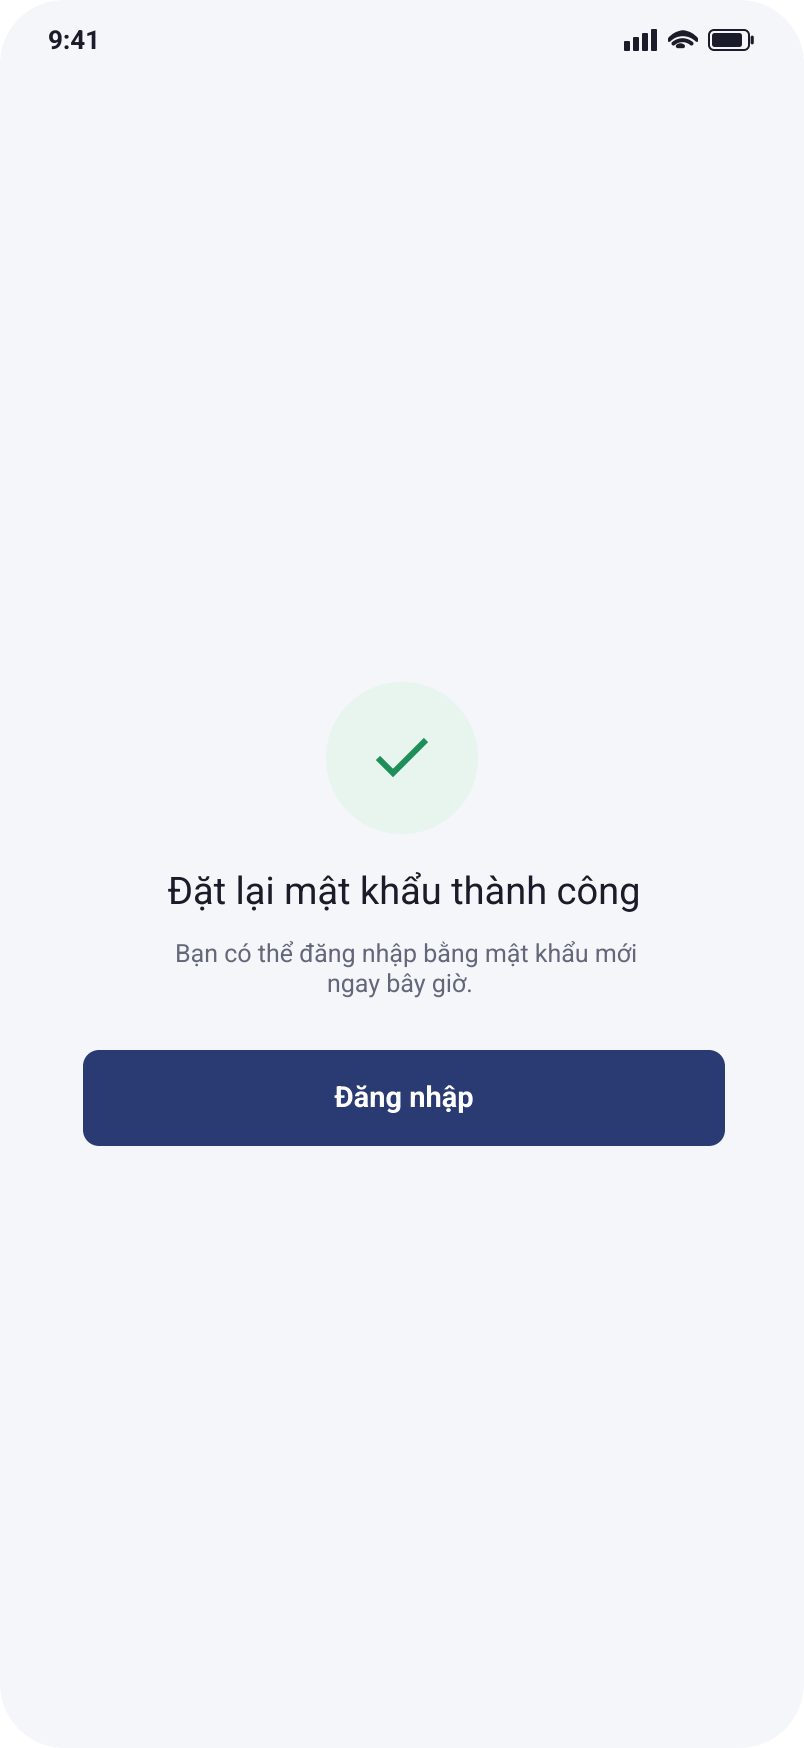 9:41
Đặt lại mật khẩu thành công
Bạn có thể đăng nhập bằng mật khẩu mới
ngay bây giờ.
Đăng nhập